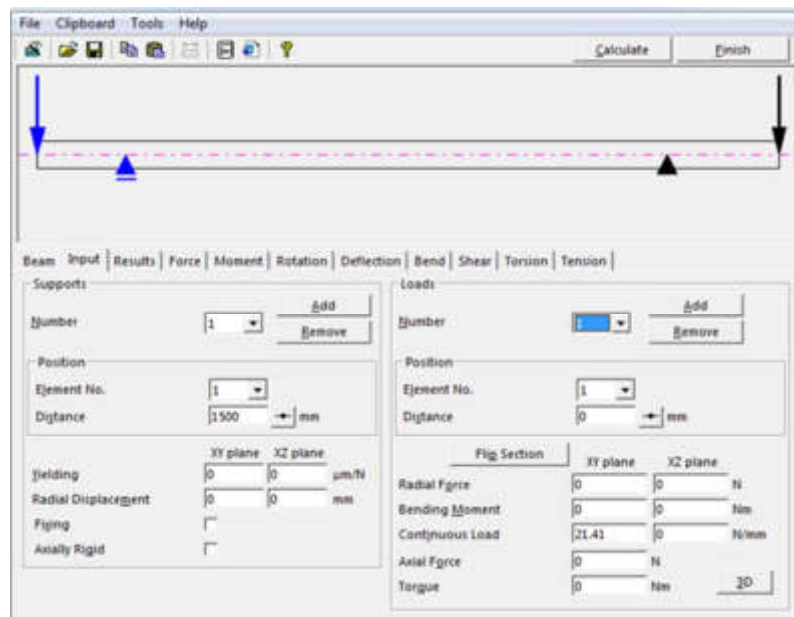 File Clipboard Tools Help
Calculate Finish
Beam Input Results Force Moment Rotation Deflection Bend Shear Torsion Tension
Supports
Number 1 Add
Remove
Position
Element No. 1
Distance 1500 mm
XY plane XZ plane
Yielding 0 0 µm/N
Radial Displacement 0 0 mm
Fixing
Axially Rigid
Loads
Number 1 Add
Remove
Position
Element No. 1
Distance 0 mm
Flip Section XY plane XZ plane
Radial Force 0 0 N
Bending Moment 0 0 Nm
Continuous Load 21.41 0 N/mm
Axial Force 0 N
Torque 0 Nm 3D